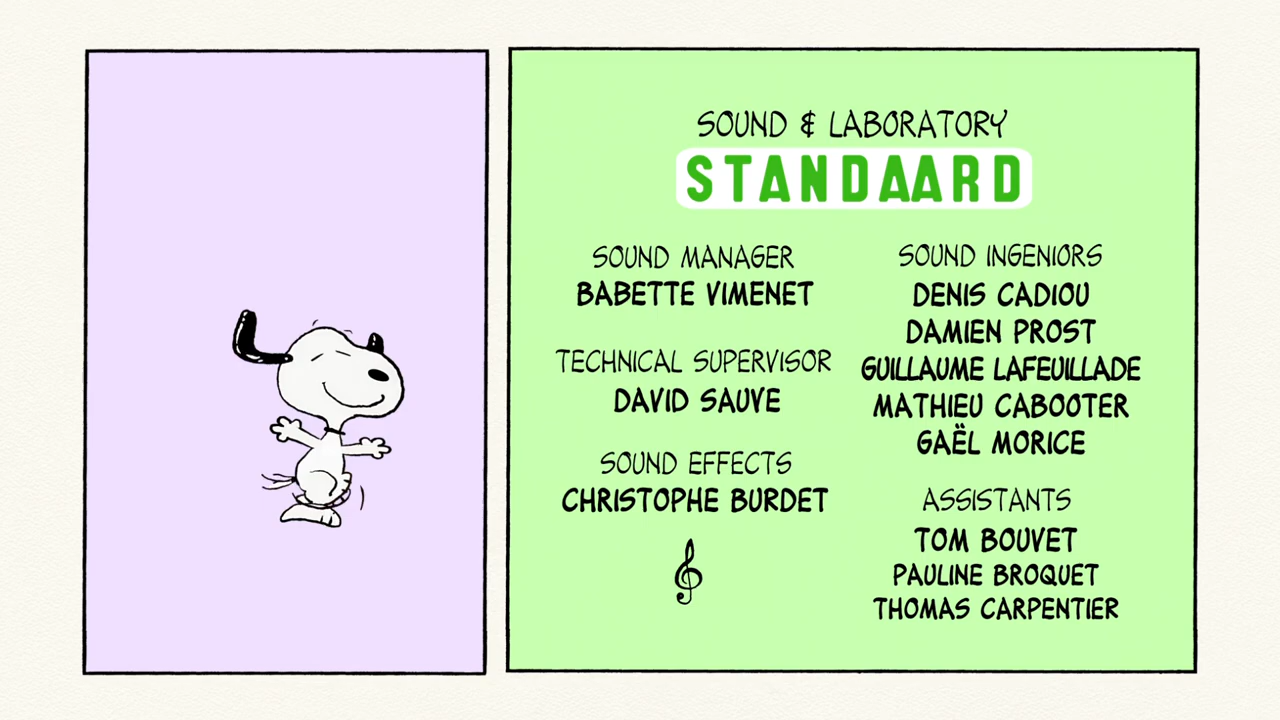 SOUND & LABORATORY
STANDAARD
SOUND MANAGER
BABETTE VIMENET
TECHNICAL SUPERVISOR
DAVID SAUVE
SOUND EFFECTS
CHRISTOPHE BURDET
SOUND INGENIORS
DENIS CADIOU
DAMIEN PROST
GUILLAUME LAFEUILLADE
MATHIEU CABOOTER
GAËL MORICE
ASSISTANTS
TOM BOUVET
PAULINE BROQUET
THOMAS CARPENTIER